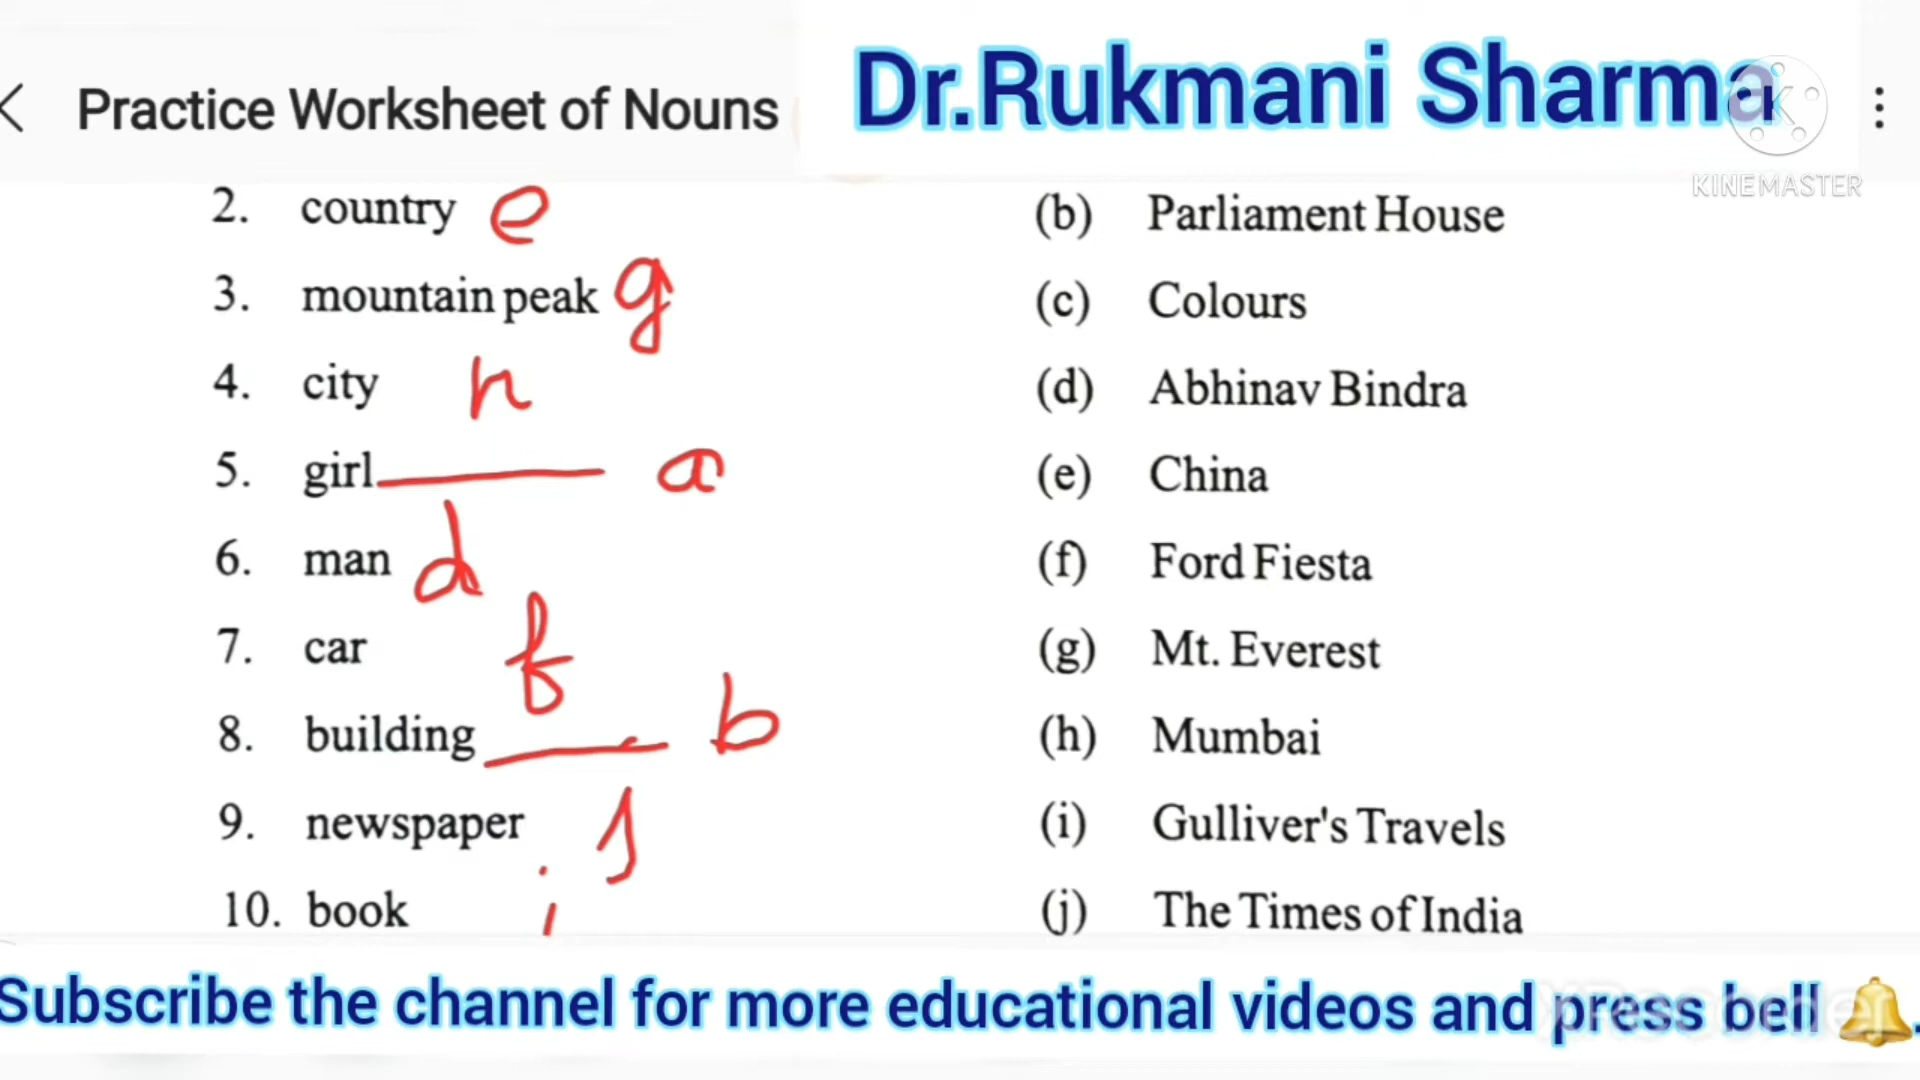 Practice Worksheet of Nouns
Dr.Rukmani Sharma
KINEMASTER
2. country e (b) Parliament House
3. mountain peak g (c) Colours
4. city h (d) Abhinav Bindra
5. girl a (e) China
6. man d (f) Ford Fiesta
7. car f (g) Mt. Everest
8. building b (h) Mumbai
9. newspaper j (i) Gulliver's Travels
10. book i (j) The Times of India
Subscribe the channel for more educational videos and press bell 🔔.